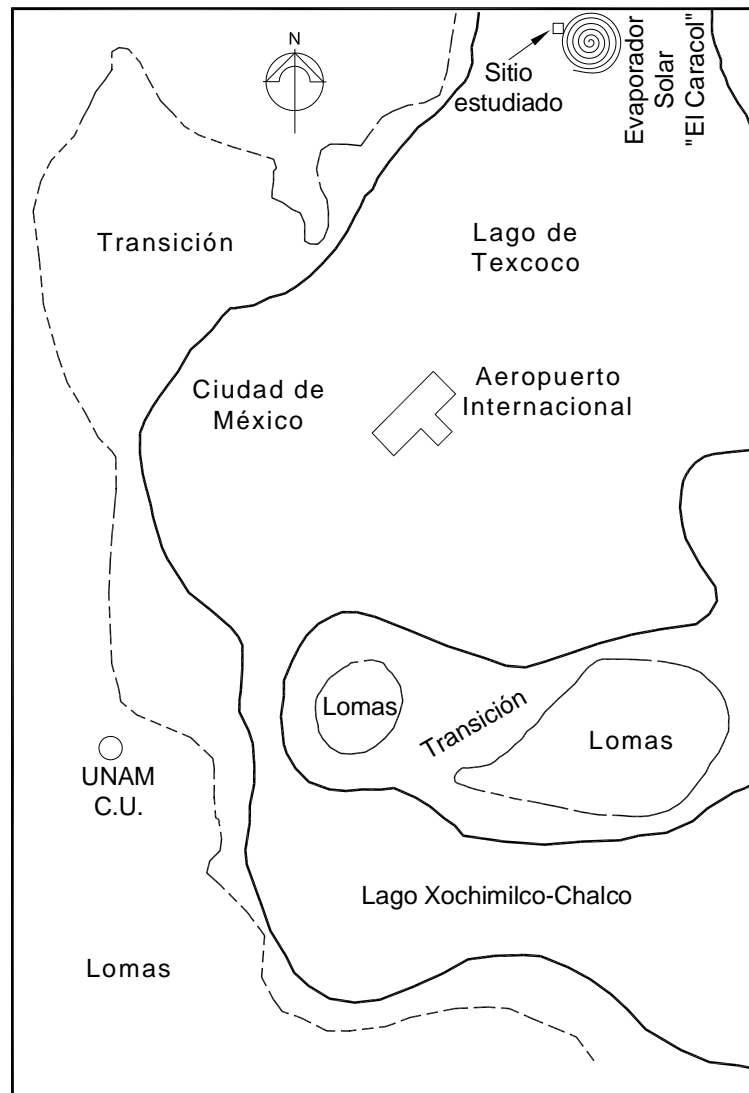 N
Sitio
estudiado
Evaporador
Solar
"El Caracol"
Transición
Lago de
Texcoco
Ciudad de
México
Aeropuerto
Internacional
Lomas
Transición
Lomas
UNAM
C.U.
Lago Xochimilco-Chalco
Lomas